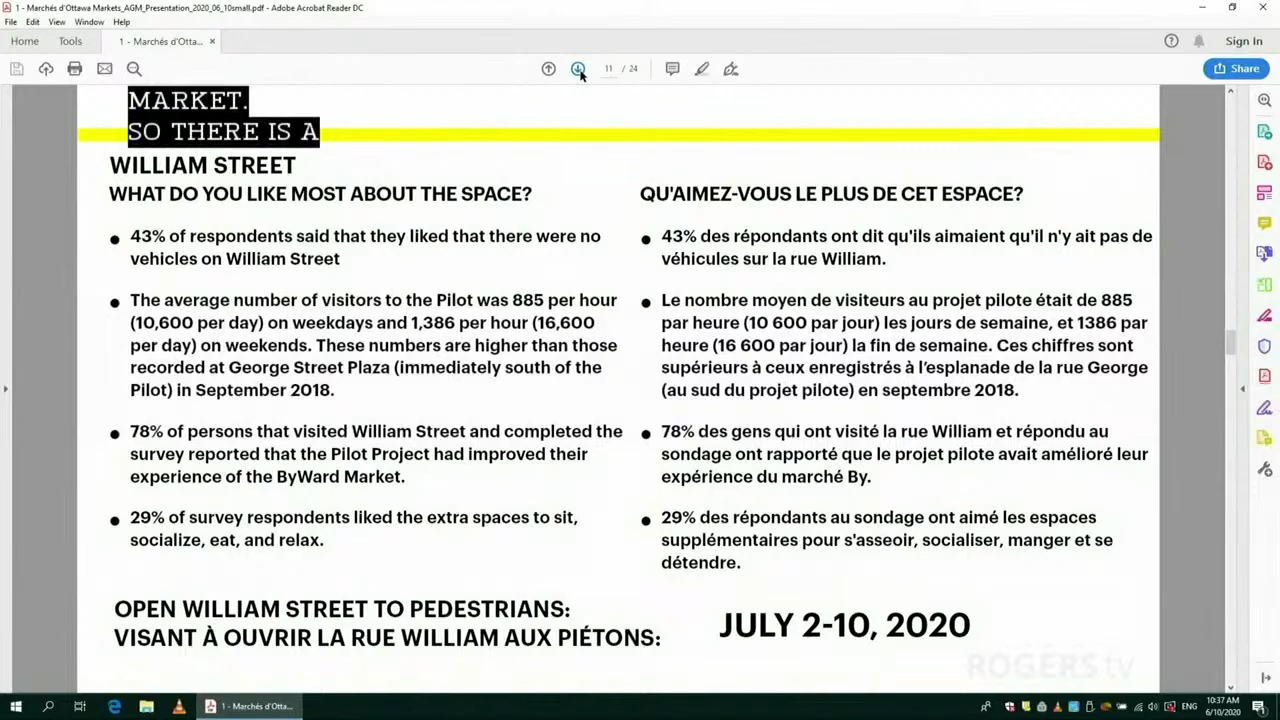 1 - Marchés d'Ottawa Markets_AGM_Presentation_2020_06_10small.pdf - Adobe Acrobat Reader DC
File Edit View Window Help
Home Tools 1 - Marchés d'Otta... × Sign In
11 / 24 Share
MARKET.
SO THERE IS A
WILLIAM STREET
WHAT DO YOU LIKE MOST ABOUT THE SPACE?
● 43% of respondents said that they liked that there were no
vehicles on William Street
● The average number of visitors to the Pilot was 885 per hour
(10,600 per day) on weekdays and 1,386 per hour (16,600
per day) on weekends. These numbers are higher than those
recorded at George Street Plaza (immediately south of the
Pilot) in September 2018.
● 78% of persons that visited William Street and completed the
survey reported that the Pilot Project had improved their
experience of the ByWard Market.
● 29% of survey respondents liked the extra spaces to sit,
socialize, eat, and relax.
QU'AIMEZ-VOUS LE PLUS DE CET ESPACE?
● 43% des répondants ont dit qu'ils aimaient qu'il n'y ait pas de
véhicules sur la rue William.
● Le nombre moyen de visiteurs au projet pilote était de 885
par heure (10 600 par jour) les jours de semaine, et 1386 par
heure (16 600 par jour) la fin de semaine. Ces chiffres sont
supérieurs à ceux enregistrés à l'esplanade de la rue George
(au sud du projet pilote) en septembre 2018.
● 78% des gens qui ont visité la rue William et répondu au
sondage ont rapporté que le projet pilote avait amélioré leur
expérience du marché By.
● 29% des répondants au sondage ont aimé les espaces
supplémentaires pour s'asseoir, socialiser, manger et se
détendre.
OPEN WILLIAM STREET TO PEDESTRIANS:
VISANT À OUVRIR LA RUE WILLIAM AUX PIÉTONS:
JULY 2-10, 2020
ROGERS tv
1 - Marchés d'Otta...
ENG
10:37 AM
6/10/2020